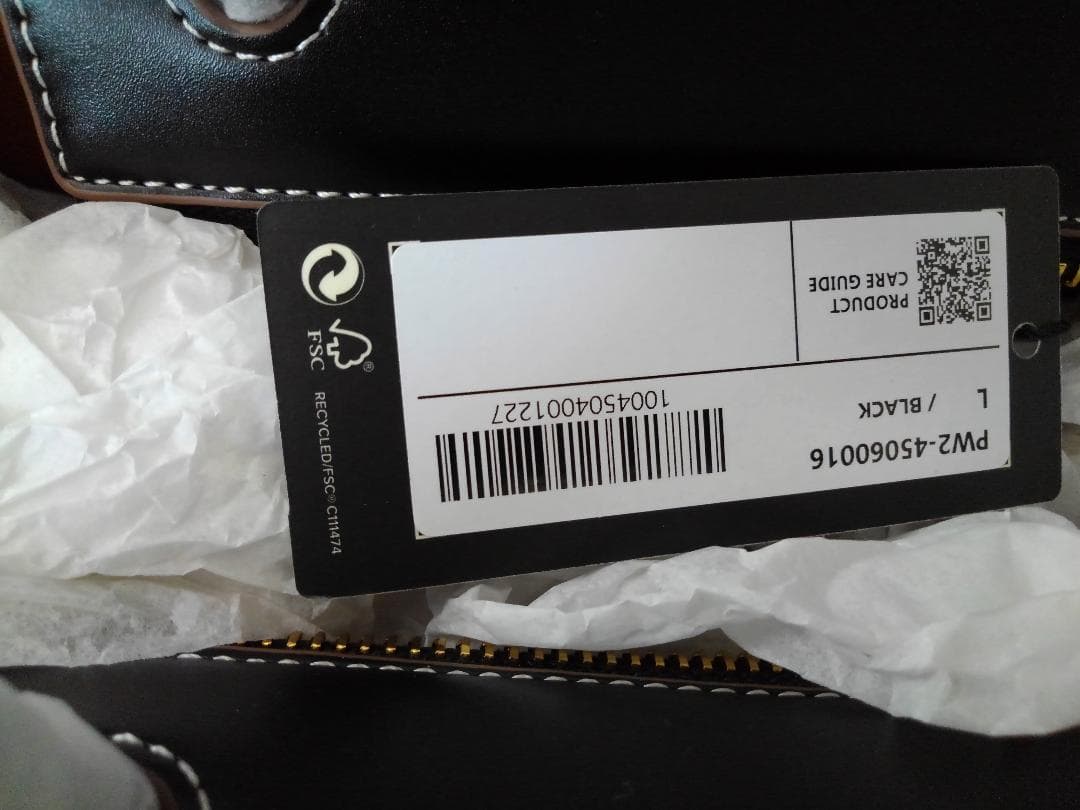 PW2-45060016
L / BLACK
1004504001227
PRODUCT
CARE GUIDE
FSC®
RECYCLED/FSC® C111474